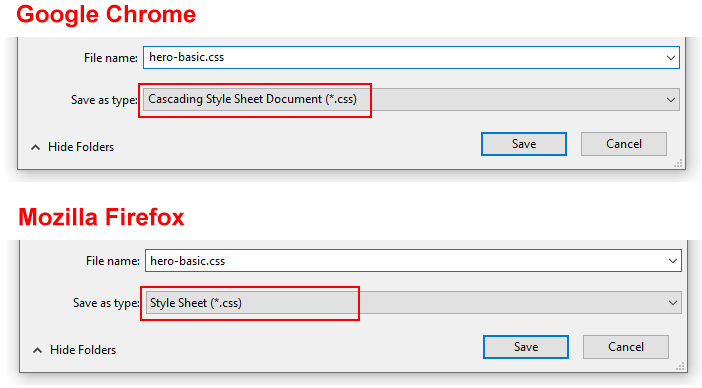 Google Chrome
File name: hero-basic.css
Save as type: Cascading Style Sheet Document (*.css)
Hide Folders Save Cancel
Mozilla Firefox
File name: hero-basic.css
Save as type: Style Sheet (*.css)
Hide Folders Save Cancel